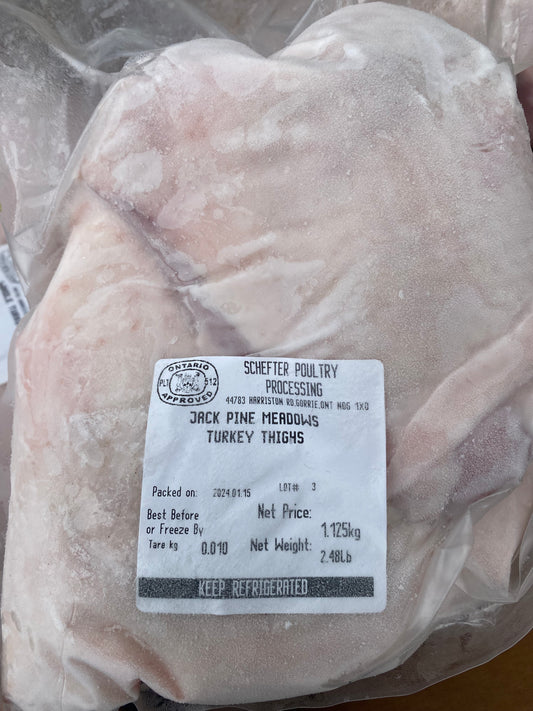 ONTARIO
PLT 512
APPROVED
SCHEFTER POULTRY
PROCESSING
44783 HARRISTON RD.GORRIE,ONT N0G 1X0
JACK PINE MEADOWS
TURKEY THIGHS
Packed on: 2024.01.15 LOT# 3
Best Before
or Freeze By
Net Price:
1.125kg
Tare kg 0.010 Net Weight:
2.48Lb
KEEP REFRIGERATED